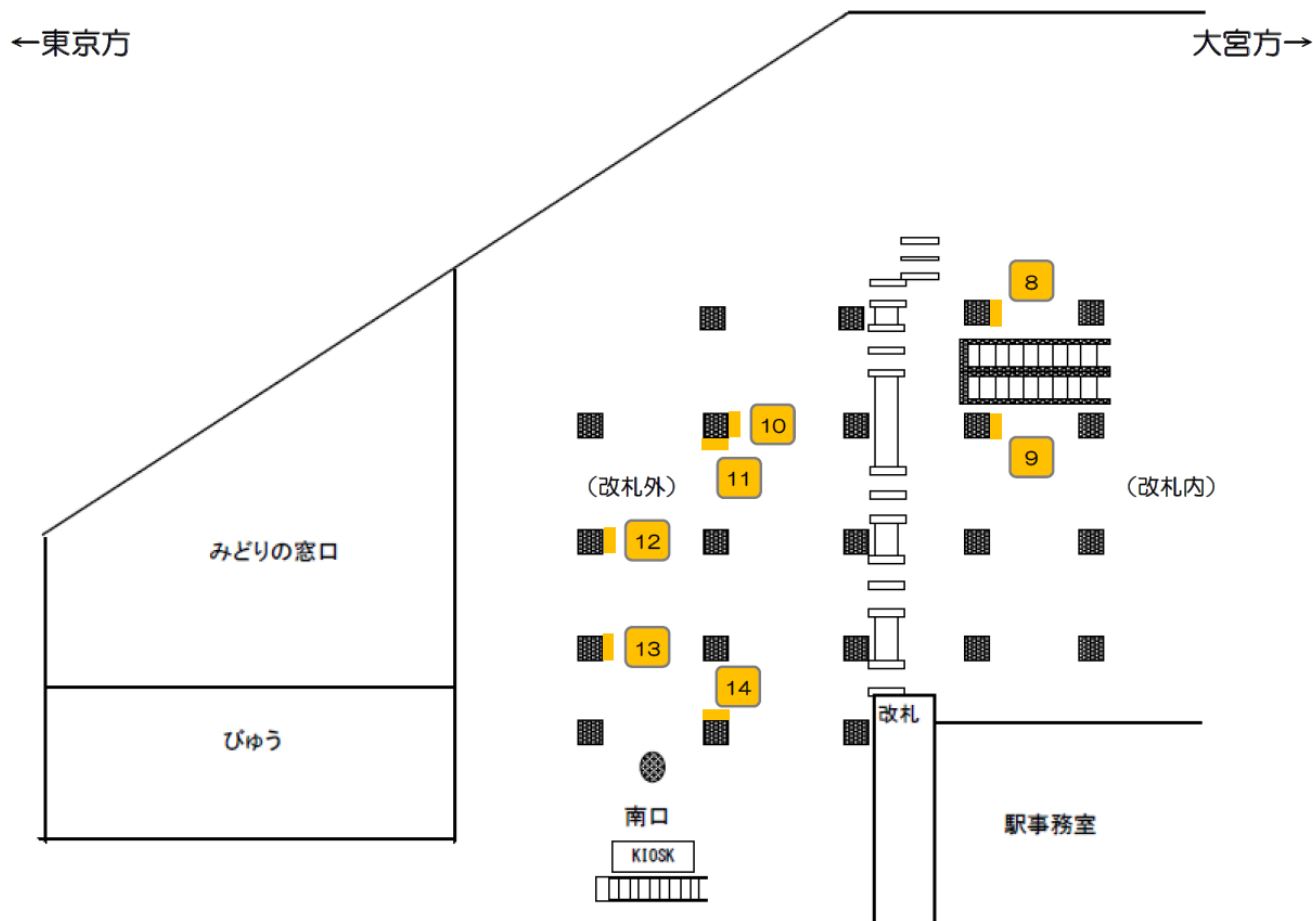 ←東京方
大宮方→
8
10
9
11
（改札外）
（改札内）
12
みどりの窓口
13
14
改札
びゅう
南口
駅事務室
KIOSK